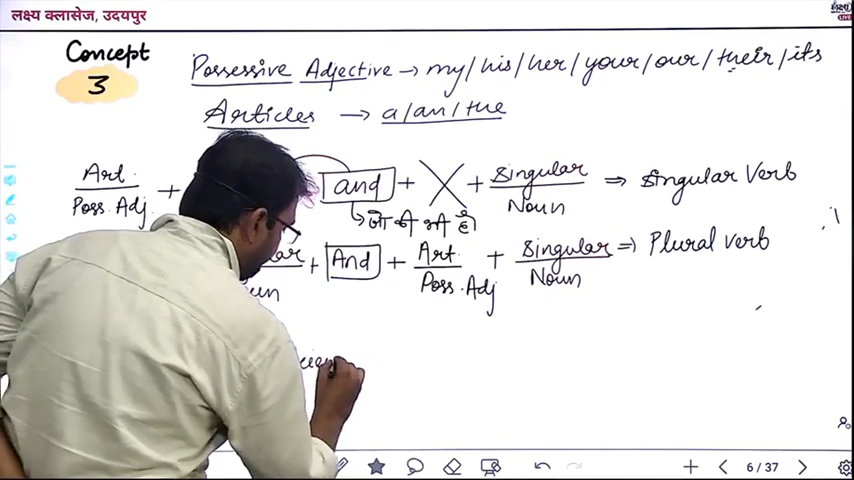 लक्ष्य क्लासेज, उदयपुर
LIVE
Concept
3
Possessive Adjective → my/his/her/your/our/their/its
Articles → a/an/the
Art. / Poss. Adj + and + X + Singular Noun ⇒ Singular Verb
↳ जो की भी है
+ And + Art. / Poss. Adj + Singular Noun ⇒ Plural verb
6 / 37